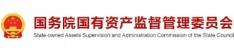 国务院国有资产监督管理委员会
State-owned Assets Supervision and Administration Commission of the State Council